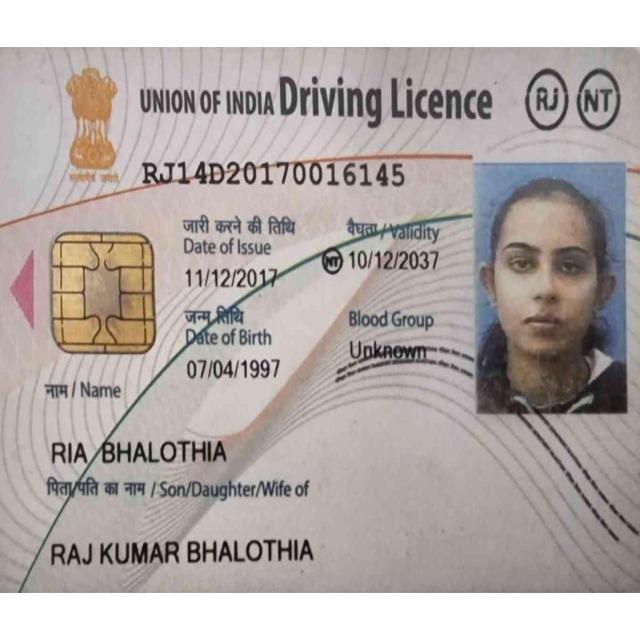 UNION OF INDIA Driving Licence RJ NT
सत्यमेव जयते
RJ14D20170016145
जारी करने की तिथि
Date of Issue
11/12/2017
वैधता / Validity
NT 10/12/2037
जन्म तिथि
Date of Birth
07/04/1997
Blood Group
Unknown
नाम / Name
RIA BHALOTHIA
पिता/पति का नाम / Son/Daughter/Wife of
RAJ KUMAR BHALOTHIA